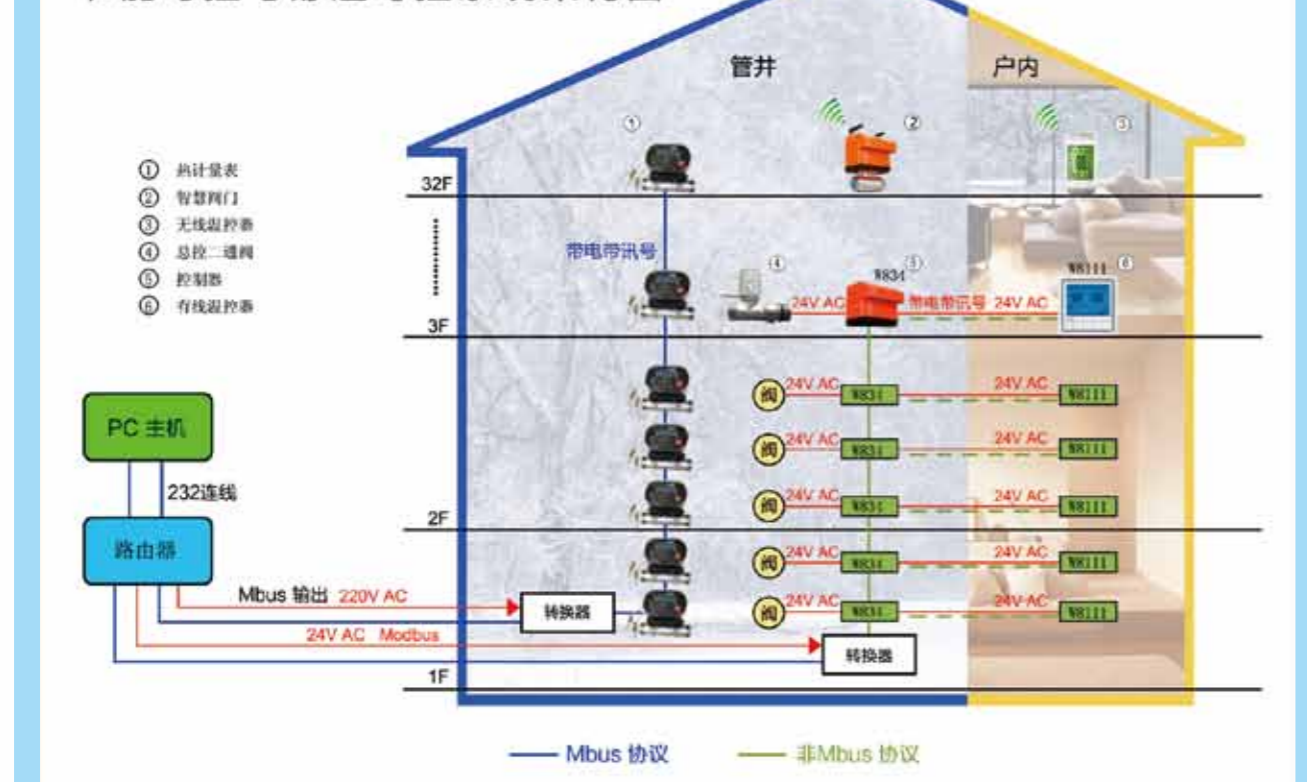 管井
户内
① 热计量表
② 智慧阀门
③ 无线温控器
④ 总控二通阀
⑤ 控制器
⑥ 有线温控器
①
②
③
32F
带电带讯号
④
W834
⑤
W8111
⑥
24V AC
带电带讯号
24V AC
3F
24V AC
24V AC
阀
W834
W8111
PC 主机
24V AC
24V AC
阀
W834
W8111
232连线
24V AC
24V AC
阀
W834
W8111
2F
路由器
24V AC
24V AC
阀
W834
W8111
Mbus 输出 220V AC
转换器
24V AC
24V AC
阀
W834
W8111
24V AC Modbus
转换器
1F
Mbus 协议
非Mbus 协议